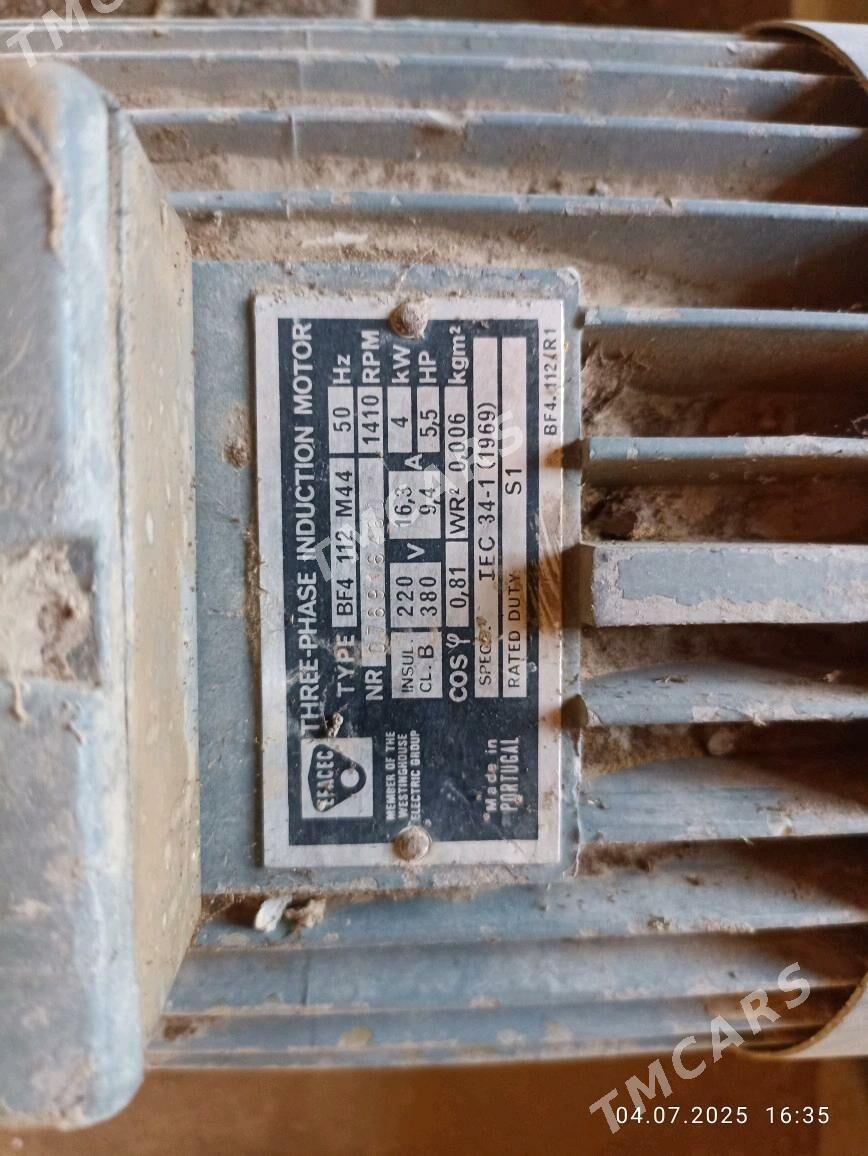 THREE-PHASE INDUCTION MOTOR
TYPE BF4 112 M44 50 Hz
NR 1410 RPM
INSUL. 220 V 16,3 A 4 kW
CL. B 380 9,4 5,5 HP
COS φ 0,81 WR² 0,006 kgm²
SPEC. IEC 34-1 (1969)
RATED DUTY S1
EFACEC
MEMBER OF THE
WESTINGHOUSE
ELECTRIC GROUP
Made in
PORTUGAL
BF4.112/R1
TMCARS
TMCARS
04.07.2025 16:35